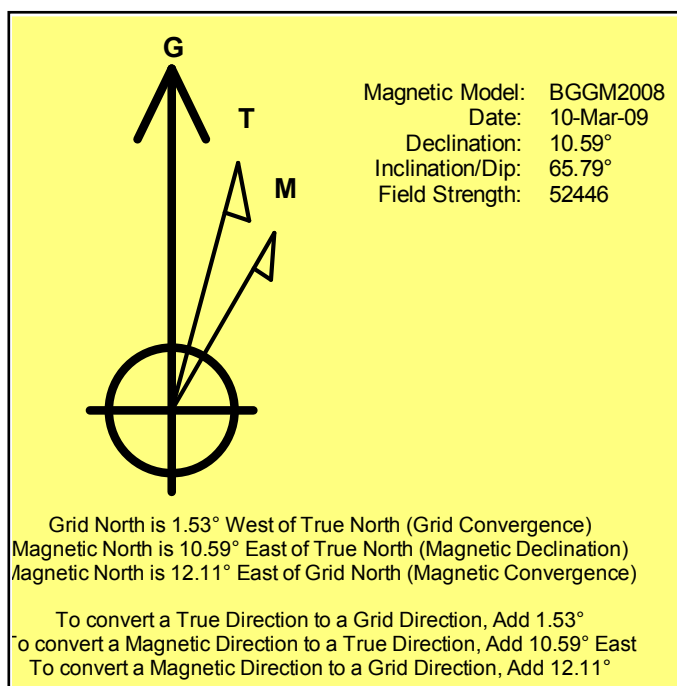 G
T
M
Magnetic Model: BGGM2008
Date: 10-Mar-09
Declination: 10.59°
Inclination/Dip: 65.79°
Field Strength: 52446
Grid North is 1.53° West of True North (Grid Convergence)
Magnetic North is 10.59° East of True North (Magnetic Declination)
Magnetic North is 12.11° East of Grid North (Magnetic Convergence)
To convert a True Direction to a Grid Direction, Add 1.53°
To convert a Magnetic Direction to a True Direction, Add 10.59° East
To convert a Magnetic Direction to a Grid Direction, Add 12.11°